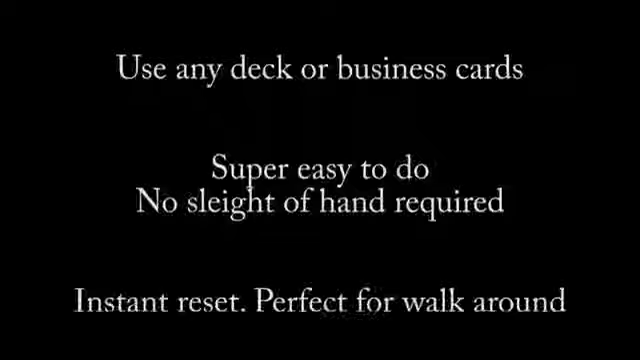 Use any deck or business cards
Super easy to do
No sleight of hand required
Instant reset. Perfect for walk around